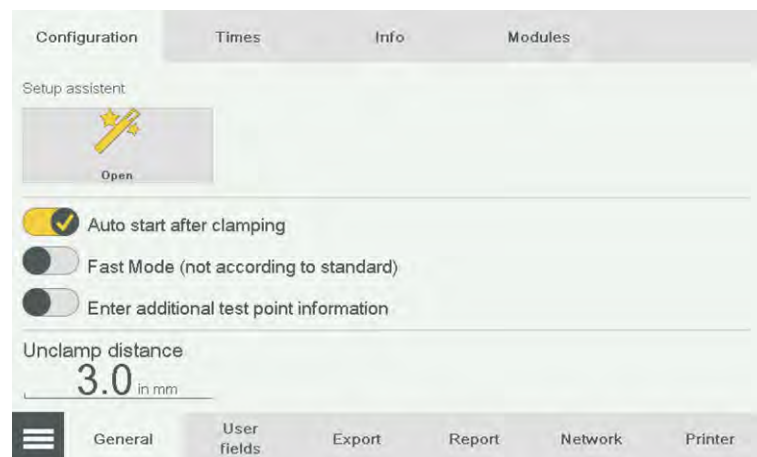 Configuration Times Info Modules
Setup assistent
Open
Auto start after clamping
Fast Mode (not according to standard)
Enter additional test point information
Unclamp distance
3.0 in mm
General User fields Export Report Network Printer